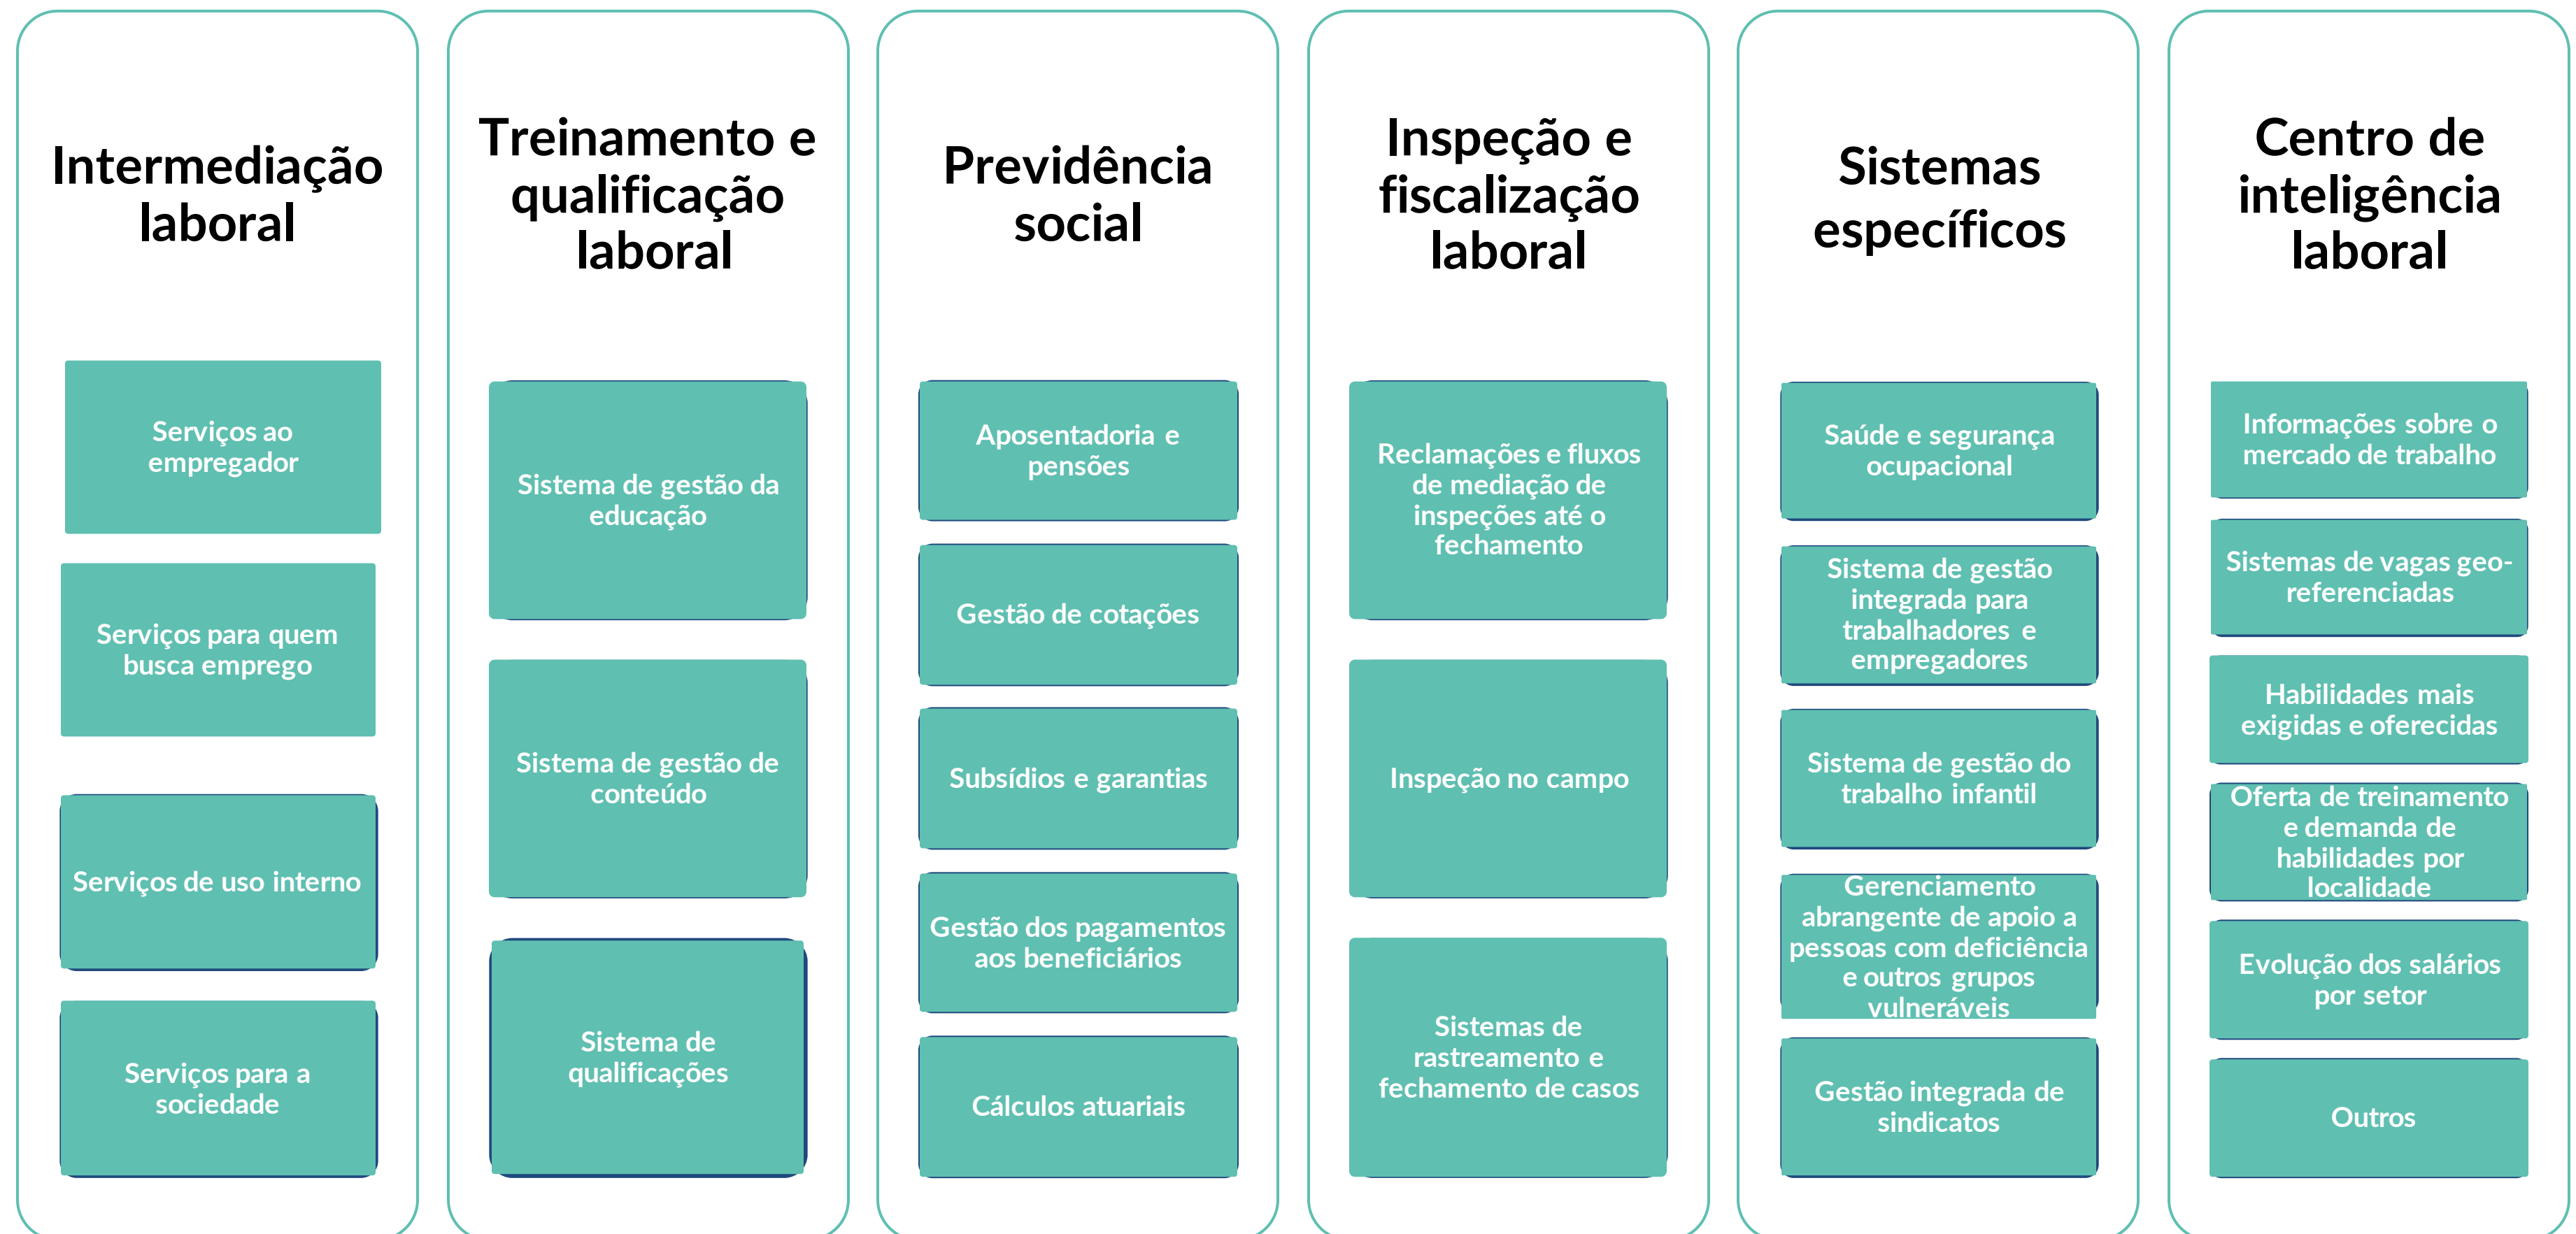 Intermediação
laboral
Serviços ao
empregador
Serviços para quem
busca emprego
Serviços de uso interno
Serviços para a
sociedade
Treinamento e
qualificação
laboral
Sistema de gestão da
educação
Sistema de gestão de
conteúdo
Sistema de
qualificações
Previdência
social
Aposentadoria e
pensões
Gestão de cotações
Subsídios e garantias
Gestão dos pagamentos
aos beneficiários
Cálculos atuariais
Inspeção e
fiscalização
laboral
Reclamações e fluxos
de mediação de
inspeções até o
fechamento
Inspeção no campo
Sistemas de
rastreamento e
fechamento de casos
Sistemas
específicos
Saúde e segurança
ocupacional
Sistema de gestão
integrada para
trabalhadores e
empregadores
Sistema de gestão do
trabalho infantil
Gerenciamento
abrangente de apoio a
pessoas com deficiência
e outros grupos
vulneráveis
Gestão integrada de
sindicatos
Centro de
inteligência
laboral
Informações sobre o
mercado de trabalho
Sistemas de vagas geo-
referenciadas
Habilidades mais
exigidas e oferecidas
Oferta de treinamento
e demanda de
habilidades por
localidade
Evolução dos salários
por setor
Outros